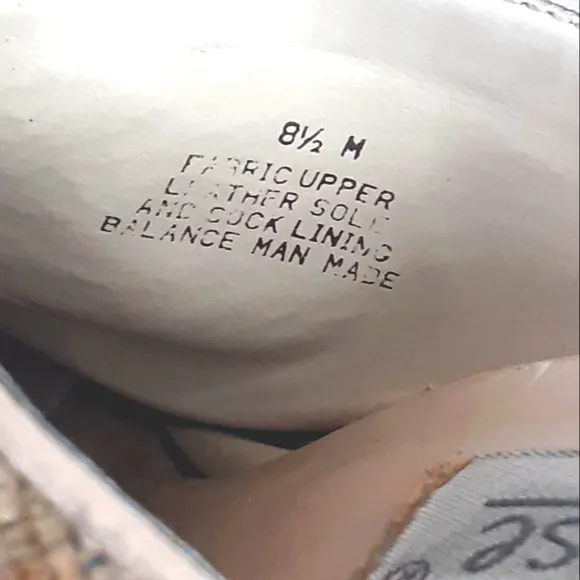 8½ M
FABRIC UPPER
LEATHER SOLE
AND SOCK LINING
BALANCE MAN MADE